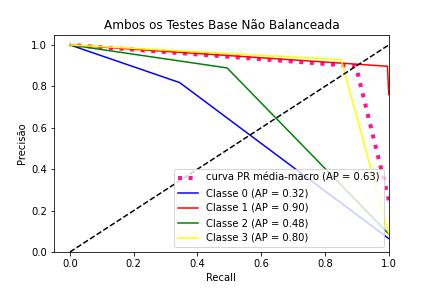 Ambos os Testes Base Não Balanceada
Precisão
1.0
0.8
0.6
0.4
0.2
0.0
curva PR média-macro (AP = 0.63)
Classe 0 (AP = 0.32)
Classe 1 (AP = 0.90)
Classe 2 (AP = 0.48)
Classe 3 (AP = 0.80)
0.0 0.2 0.4 0.6 0.8 1.0
Recall